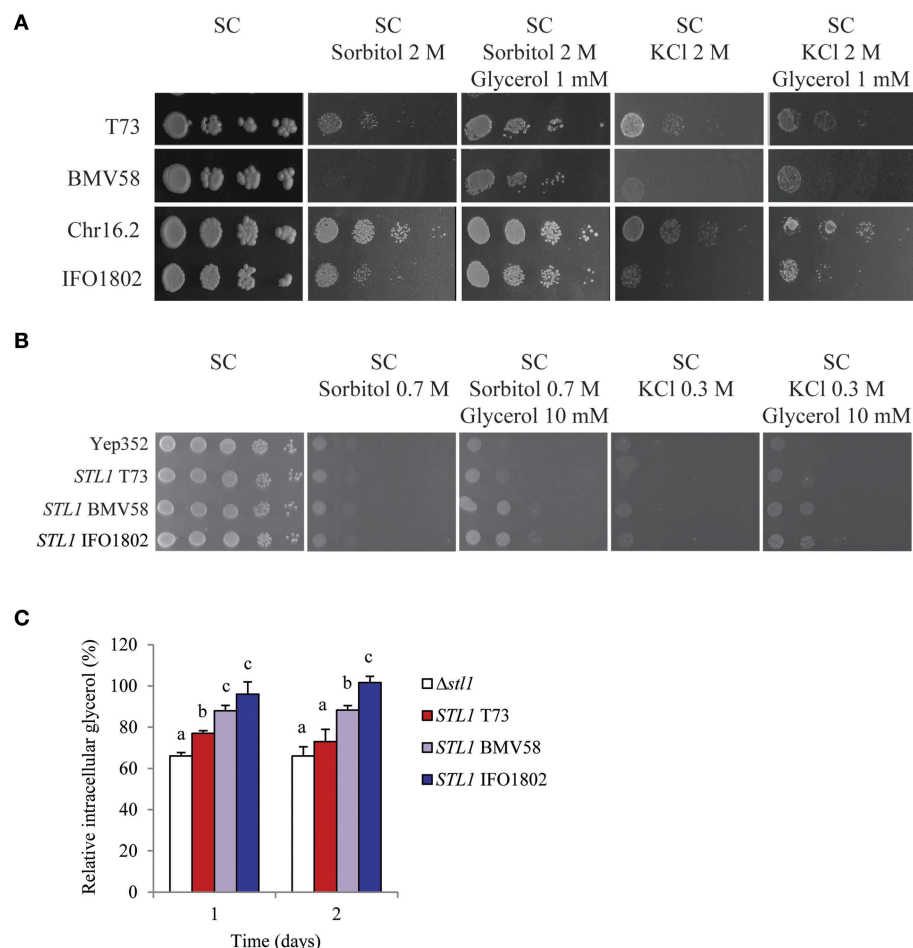 A
SC
SC
Sorbitol 2 M
SC
Sorbitol 2 M
Glycerol 1 mM
SC
KCl 2 M
SC
KCl 2 M
Glycerol 1 mM
T73
BMV58
Chr16.2
IFO1802
B
SC
SC
Sorbitol 0.7 M
SC
Sorbitol 0.7 M
Glycerol 10 mM
SC
KCl 0.3 M
SC
KCl 0.3 M
Glycerol 10 mM
Yep352
STL1 T73
STL1 BMV58
STL1 IFO1802
C
Relative intracellular glycerol (%)
120
100
80
60
40
20
0
a
b
c
c
a
a
b
c
1
2
Time (days)
Δstl1
STL1 T73
STL1 BMV58
STL1 IFO1802